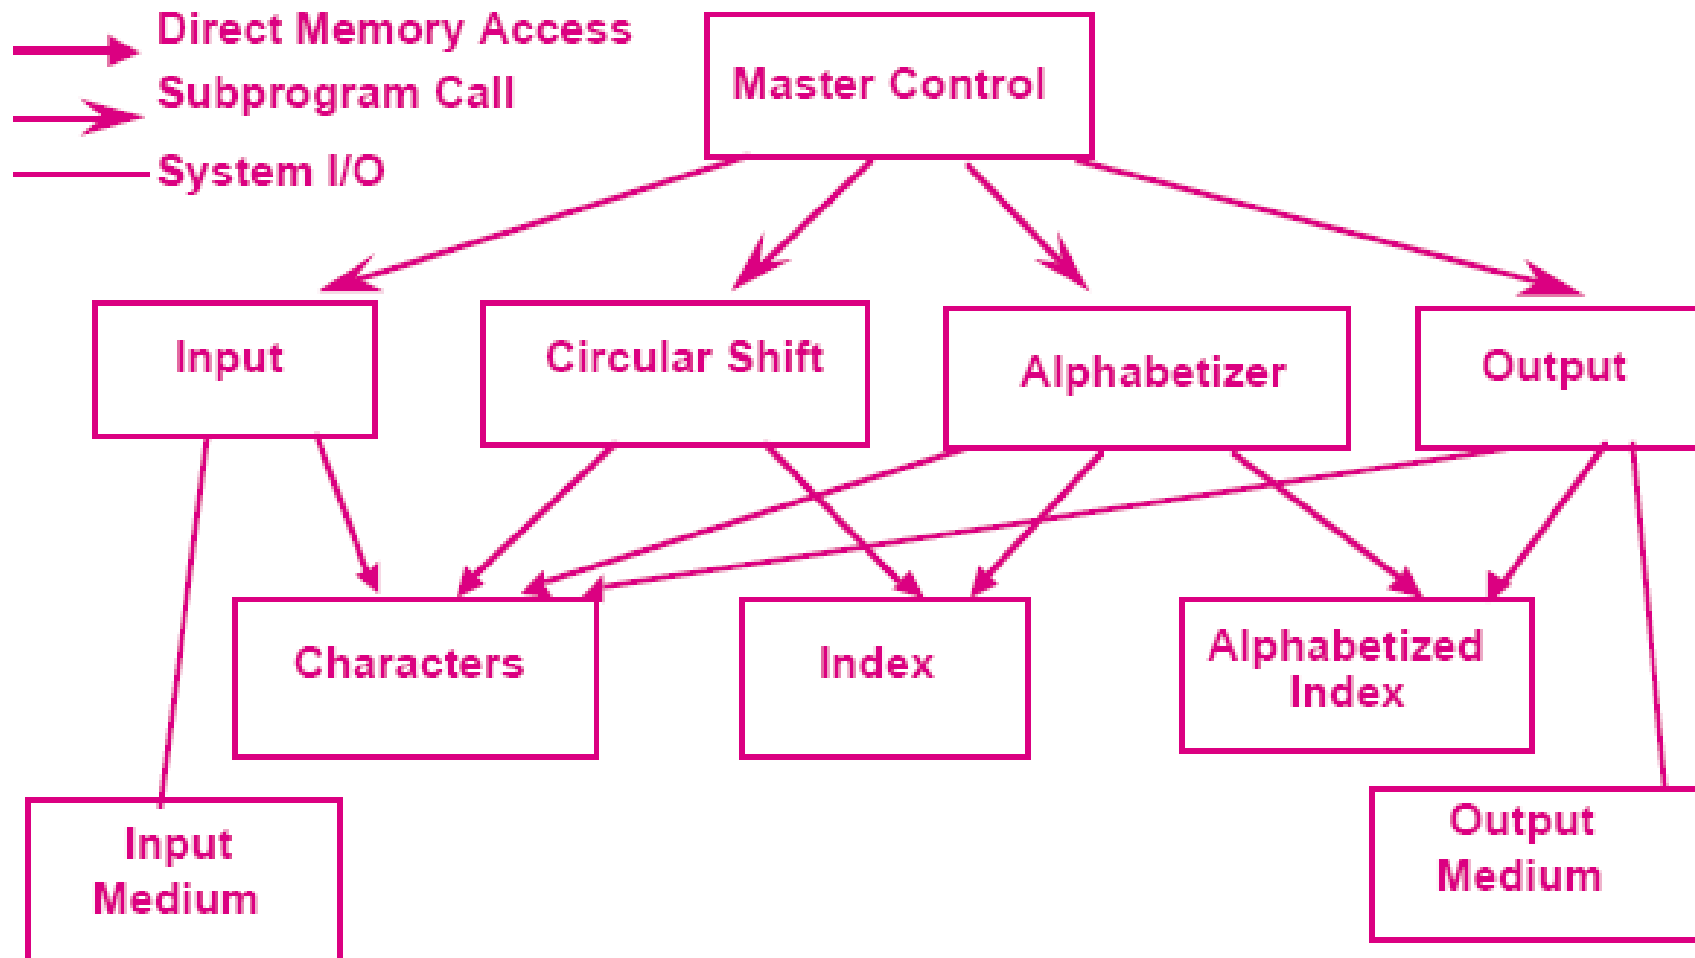 Direct Memory Access
Subprogram Call
System I/O
Master Control
Input
Circular Shift
Alphabetizer
Output
Characters
Index
Alphabetized
Index
Input
Medium
Output
Medium